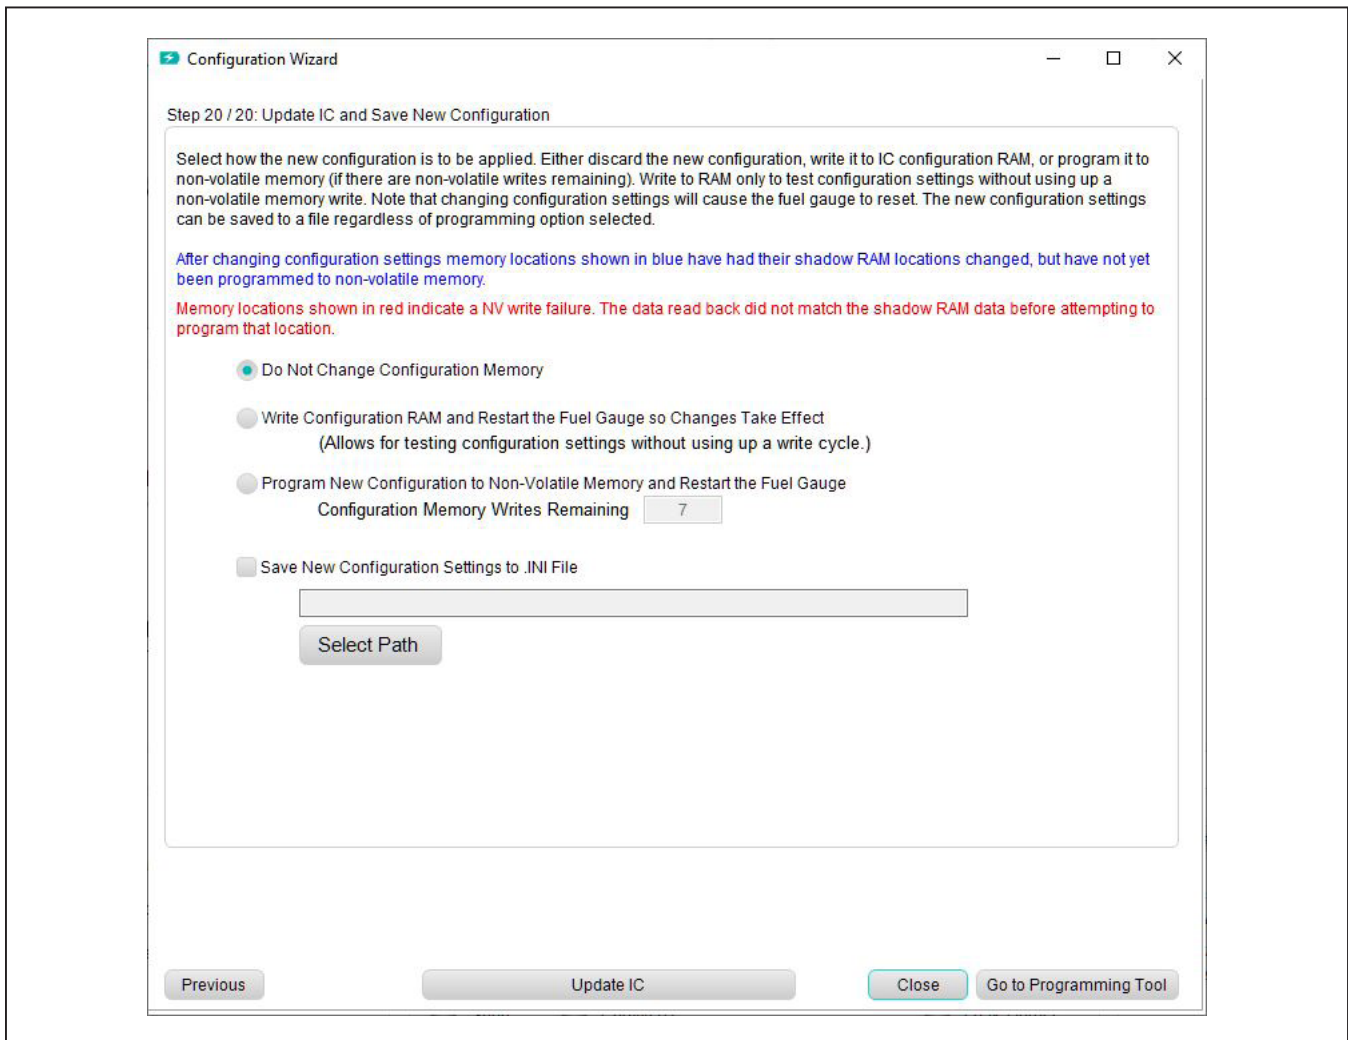 Configuration Wizard
Step 20 / 20: Update IC and Save New Configuration
Select how the new configuration is to be applied. Either discard the new configuration, write it to IC configuration RAM, or program it to
non-volatile memory (if there are non-volatile writes remaining). Write to RAM only to test configuration settings without using up a
non-volatile memory write. Note that changing configuration settings will cause the fuel gauge to reset. The new configuration settings
can be saved to a file regardless of programming option selected.
After changing configuration settings memory locations shown in blue have had their shadow RAM locations changed, but have not yet
been programmed to non-volatile memory.
Memory locations shown in red indicate a NV write failure. The data read back did not match the shadow RAM data before attempting to
program that location.
Do Not Change Configuration Memory
Write Configuration RAM and Restart the Fuel Gauge so Changes Take Effect
(Allows for testing configuration settings without using up a write cycle.)
Program New Configuration to Non-Volatile Memory and Restart the Fuel Gauge
Configuration Memory Writes Remaining 7
Save New Configuration Settings to .INI File
Select Path
Previous Update IC Close Go to Programming Tool